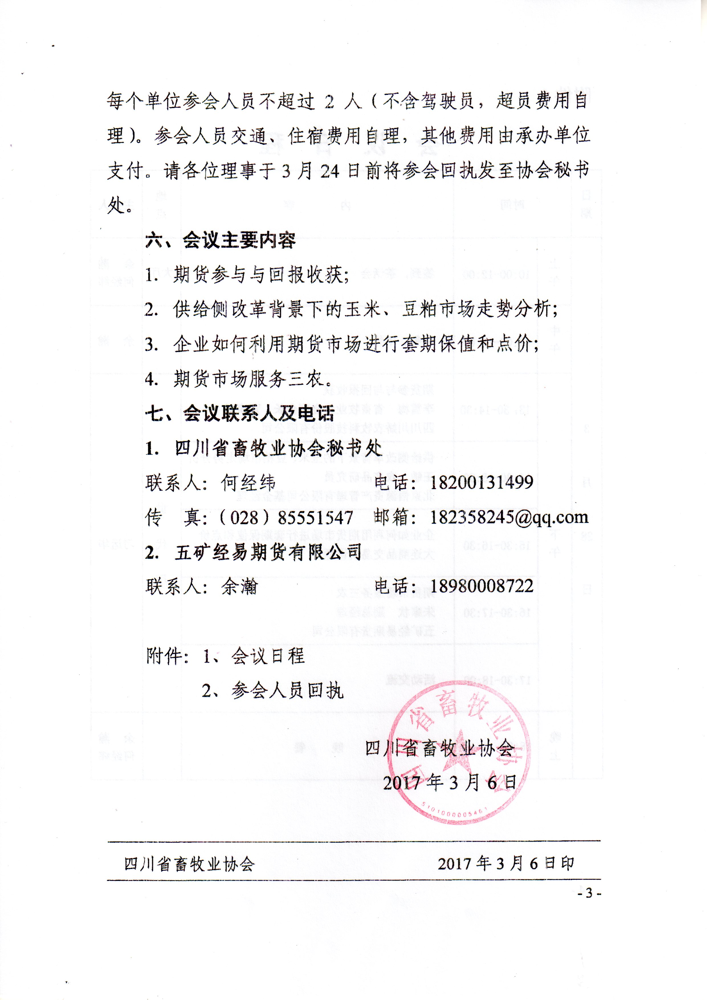 每个单位参会人员不超过 2 人（不含驾驶员，超员费用自
理）。参会人员交通、住宿费用自理，其他费用由承办单位
支付。请各位理事于 3 月 24 日前将参会回执发至协会秘书
处。
六、会议主要内容
1. 期货参与与回报收获；
2. 供给侧改革背景下的玉米、豆粕市场走势分析；
3. 企业如何利用期货市场进行套期保值和点价；
4. 期货市场服务三农。
七、会议联系人及电话
1. 四川省畜牧业协会秘书处
联系人：何经纬 电话：18200131499
传 真：（028）85551547 邮箱：182358245@qq.com
2. 五矿经易期货有限公司
联系人：余瀚 电话：18980008722
附件：1、会议日程
2、参会人员回执
四川省畜牧业协会
四川省畜牧业协会
2017 年 3 月 6 日
5101000005461
四川省畜牧业协会 2017 年 3 月 6 日印
- 3 -